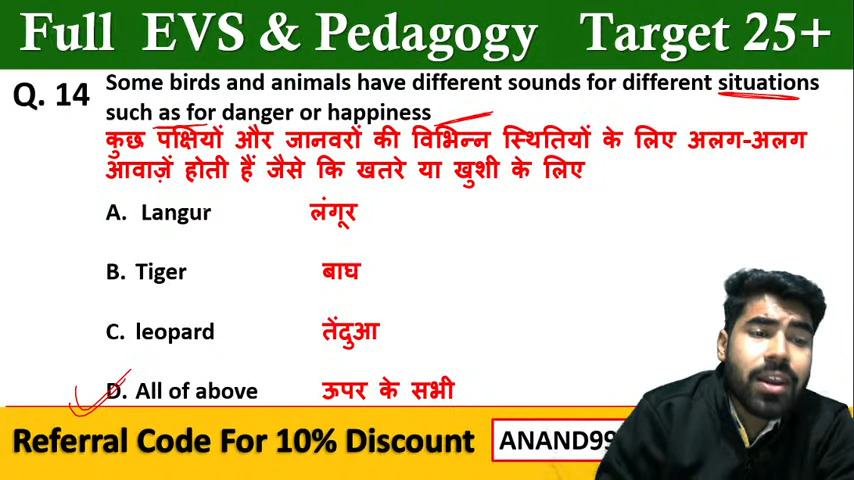 Full EVS & Pedagogy Target 25+
Q. 14
Some birds and animals have different sounds for different situations
such as for danger or happiness
कुछ पक्षियों और जानवरों की विभिन्न स्थितियों के लिए अलग-अलग
आवाज़ें होती हैं जैसे कि खतरे या खुशी के लिए
A. Langur लंगूर
B. Tiger बाघ
C. leopard तेंदुआ
D. All of above ऊपर के सभी
Referral Code For 10% Discount ANAND99